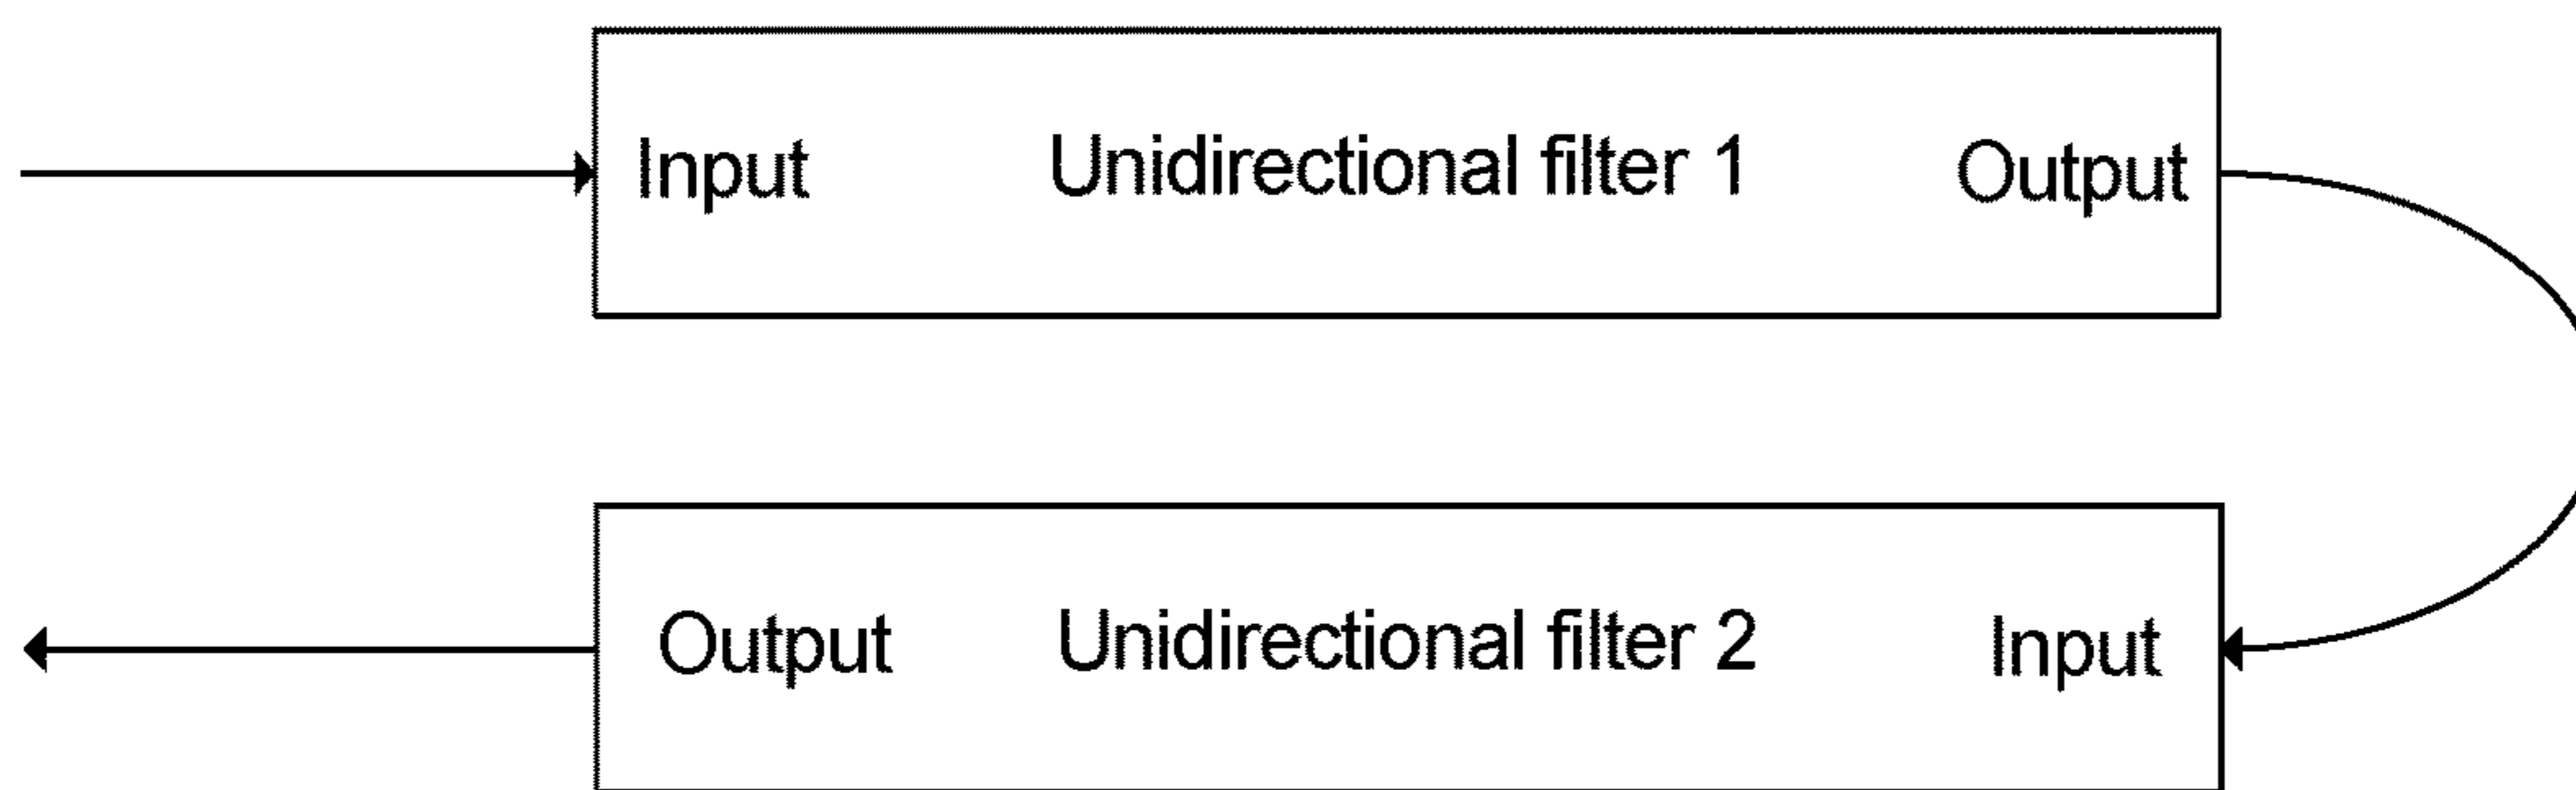 Input Unidirectional filter 1 Output
Output Unidirectional filter 2 Input